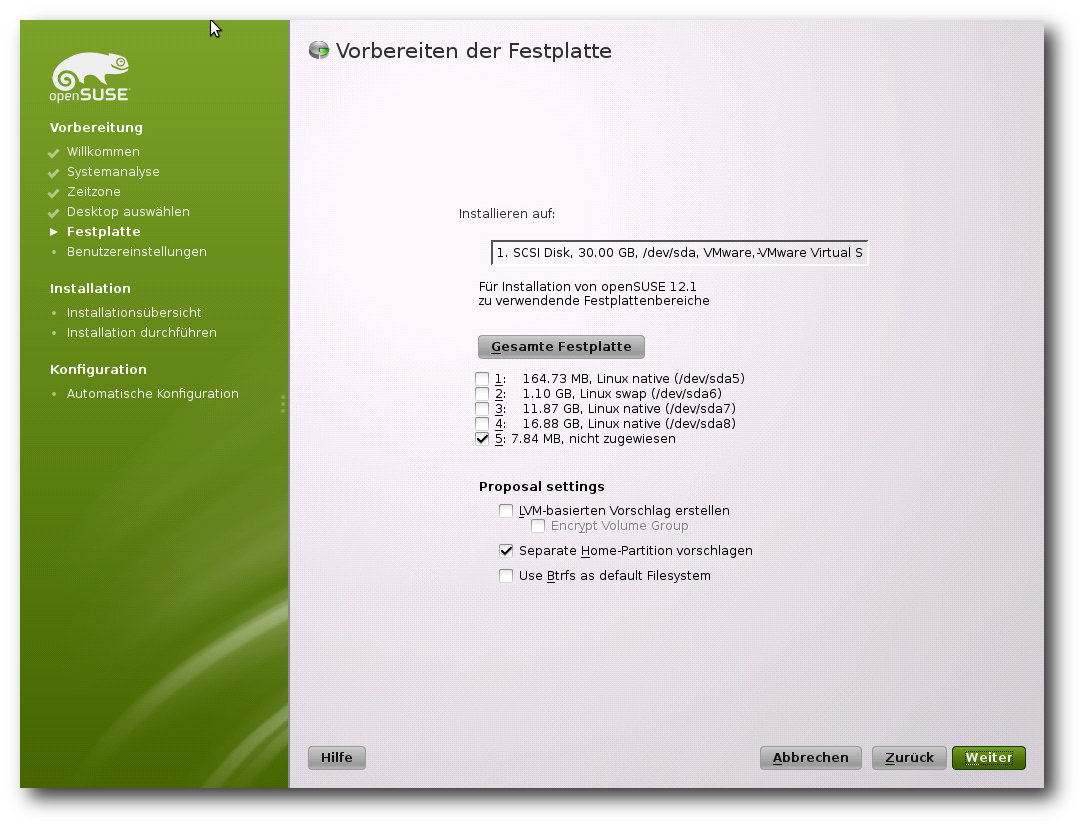 openSUSE
Vorbereitung
Willkommen
Systemanalyse
Zeitzone
Desktop auswählen
Festplatte
Benutzereinstellungen
Installation
Installationsübersicht
Installation durchführen
Konfiguration
Automatische Konfiguration
Vorbereiten der Festplatte
Installieren auf:
1. SCSI Disk, 30.00 GB, /dev/sda, VMware,-VMware Virtual S
Für Installation von openSUSE 12.1
zu verwendende Festplattenbereiche
Gesamte Festplatte
1: 164.73 MB, Linux native (/dev/sda5)
2: 1.10 GB, Linux swap (/dev/sda6)
3: 11.87 GB, Linux native (/dev/sda7)
4: 16.88 GB, Linux native (/dev/sda8)
5: 7.84 MB, nicht zugewiesen
Proposal settings
LVM-basierten Vorschlag erstellen
Encrypt Volume Group
Separate Home-Partition vorschlagen
Use Btrfs as default Filesystem
Hilfe
Abbrechen
Zurück
Weiter